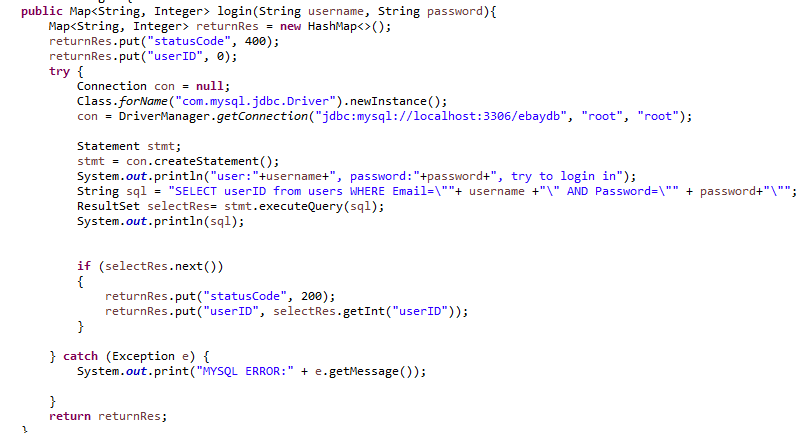 public Map<String, Integer> login(String username, String password){
Map<String, Integer> returnRes = new HashMap<>();
returnRes.put("statusCode", 400);
returnRes.put("userID", 0);
try {
Connection con = null;
Class.forName("com.mysql.jdbc.Driver").newInstance();
con = DriverManager.getConnection("jdbc:mysql://localhost:3306/ebaydb", "root", "root");
Statement stmt;
stmt = con.createStatement();
System.out.println("user:"+username+", password:"+password+", try to login in");
String sql = "SELECT userID from users WHERE Email=\""+ username +"\" AND Password=\"" + password+"\"";
ResultSet selectRes= stmt.executeQuery(sql);
System.out.println(sql);
if (selectRes.next())
{
returnRes.put("statusCode", 200);
returnRes.put("userID", selectRes.getInt("userID"));
}
} catch (Exception e) {
System.out.print("MYSQL ERROR:" + e.getMessage());
}
return returnRes;
}